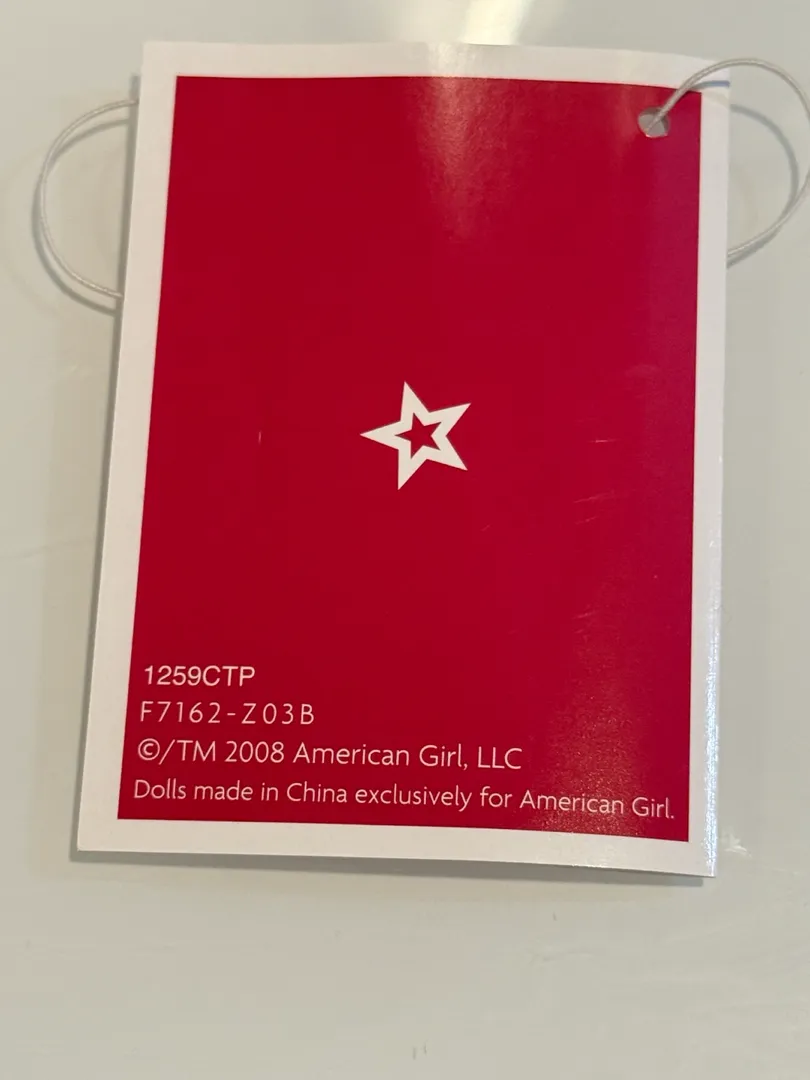 1259CTP
F7162-Z03B
©/TM 2008 American Girl, LLC
Dolls made in China exclusively for American Girl.